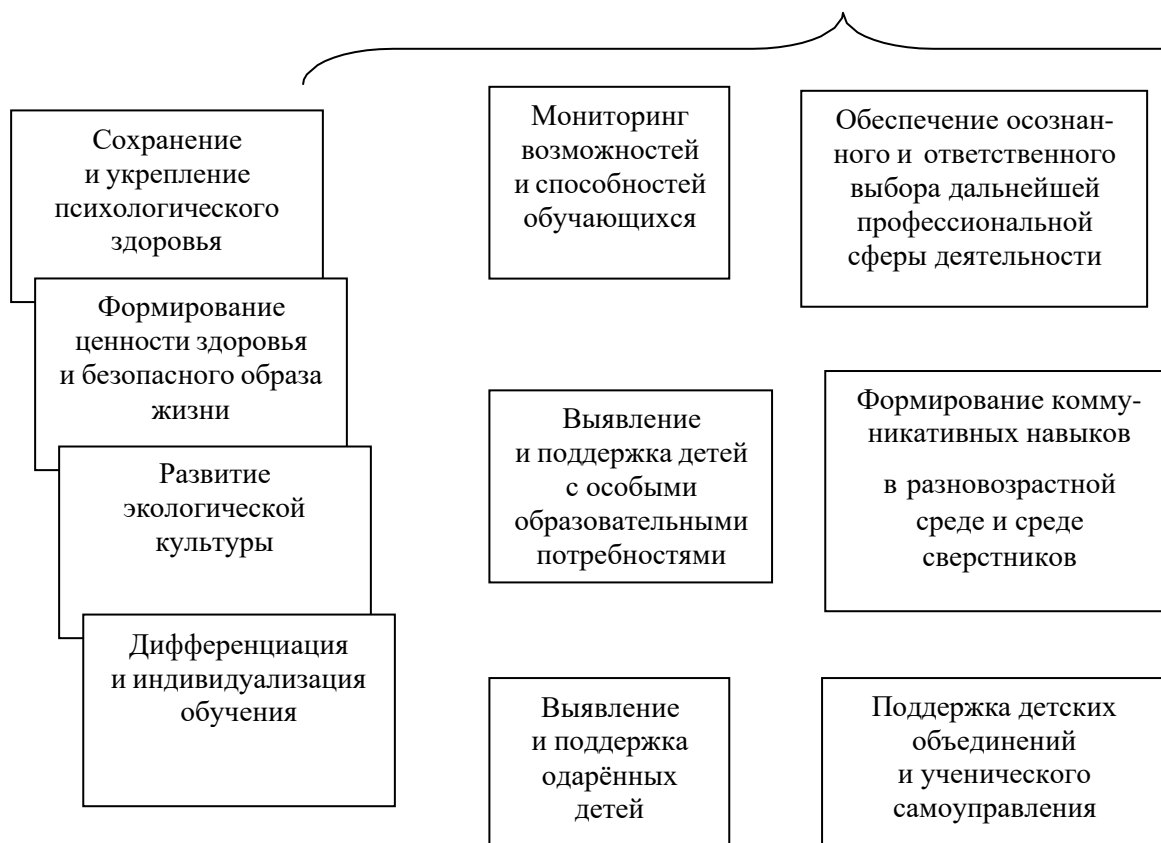 Сохранение
и укрепление
психологического
здоровья
Формирование
ценности здоровья
и безопасного образа
жизни
Развитие
экологической
культуры
Дифференциация
и индивидуализация
обучения
Мониторинг
возможностей
и способностей
обучающихся
Выявление
и поддержка детей
с особыми
образовательными
потребностями
Выявление
и поддержка
одарённых
детей
Обеспечение осознан-
ного и ответственного
выбора дальнейшей
профессиональной
сферы деятельности
Формирование комму-
никативных навыков
в разновозрастной
среде и среде
сверстников
Поддержка детских
объединений
и ученического
самоуправления